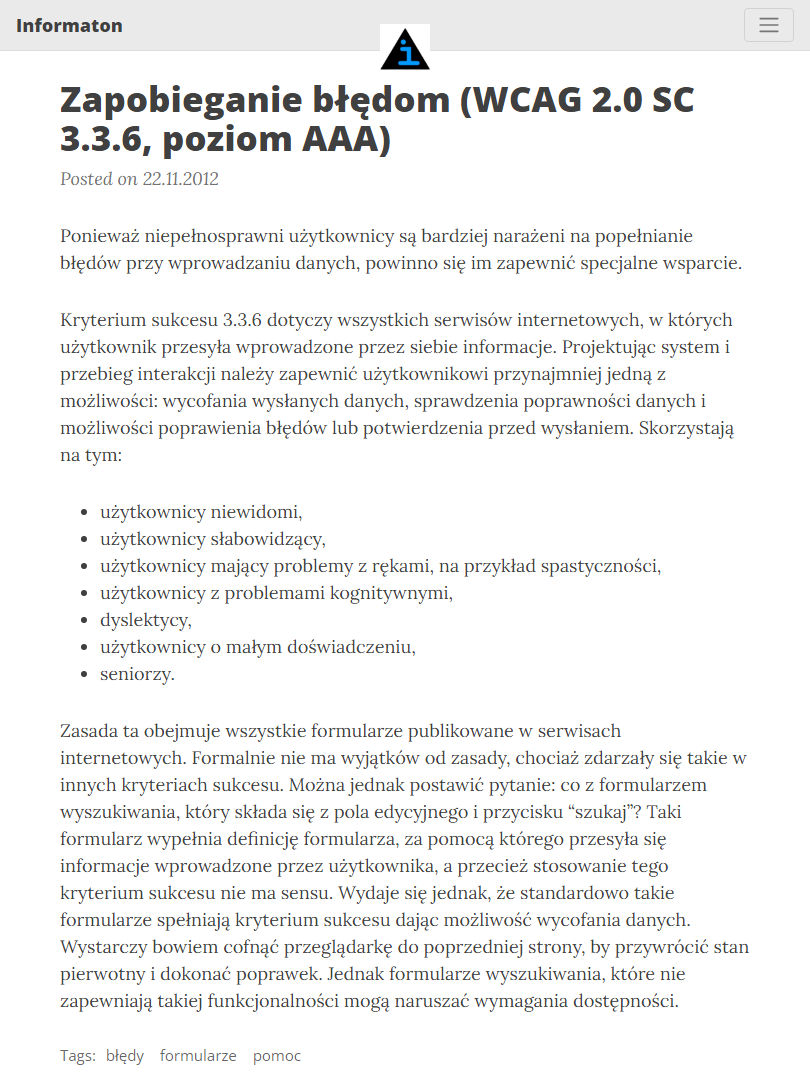 Informaton
Zapobieganie błędom (WCAG 2.0 SC
3.3.6, poziom AAA)
Posted on 22.11.2012
Ponieważ niepełnosprawni użytkownicy są bardziej narażeni na popełnianie
błędów przy wprowadzaniu danych, powinno się im zapewnić specjalne wsparcie.
Kryterium sukcesu 3.3.6 dotyczy wszystkich serwisów internetowych, w których
użytkownik przesyła wprowadzone przez siebie informacje. Projektując system i
przebieg interakcji należy zapewnić użytkownikowi przynajmniej jedną z
możliwości: wycofania wysłanych danych, sprawdzenia poprawności danych i
możliwości poprawienia błędów lub potwierdzenia przed wysłaniem. Skorzystają
na tym:
• użytkownicy niewidomi,
• użytkownicy słabowidzący,
• użytkownicy mający problemy z rękami, na przykład spastyczności,
• użytkownicy z problemami kognitywnymi,
• dyslektycy,
• użytkownicy o małym doświadczeniu,
• seniorzy.
Zasada ta obejmuje wszystkie formularze publikowane w serwisach
internetowych. Formalnie nie ma wyjątków od zasady, chociaż zdarzały się takie w
innych kryteriach sukcesu. Można jednak postawić pytanie: co z formularzem
wyszukiwania, który składa się z pola edycyjnego i przycisku “szukaj”? Taki
formularz wypełnia definicję formularza, za pomocą którego przesyła się
informacje wprowadzone przez użytkownika, a przecież stosowanie tego
kryterium sukcesu nie ma sensu. Wydaje się jednak, że standardowo takie
formularze spełniają kryterium sukcesu dając możliwość wycofania danych.
Wystarczy bowiem cofnąć przeglądarkę do poprzedniej strony, by przywrócić stan
pierwotny i dokonać poprawek. Jednak formularze wyszukiwania, które nie
zapewniają takiej funkcjonalności mogą naruszać wymagania dostępności.
Tags: błędy formularze pomoc